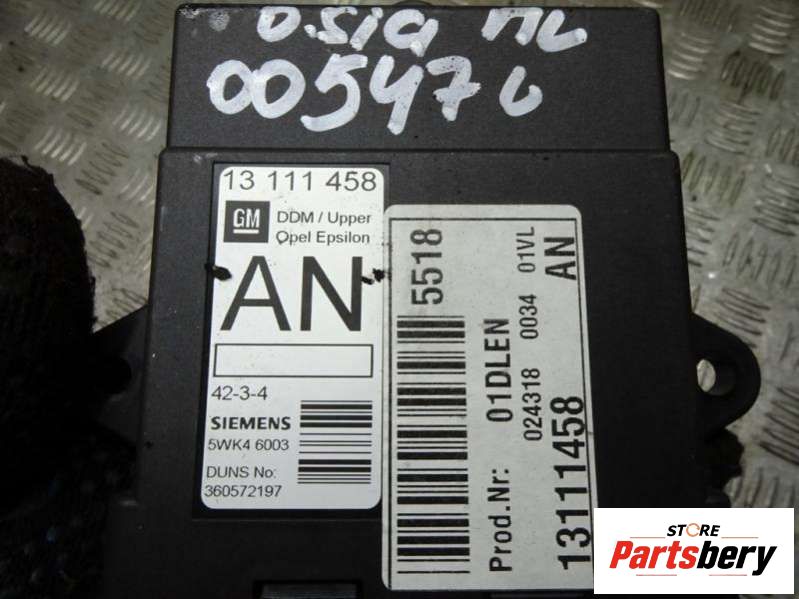 005476
13 111 458
GM
DDM / Upper
Opel Epsilon
AN
42-3-4
SIEMENS
5WK4 6003
DUNS No:
360572197
5518
01DLEN
024318 0034 01VL
Prod.Nr:
13111458 AN
STORE
Partsbery